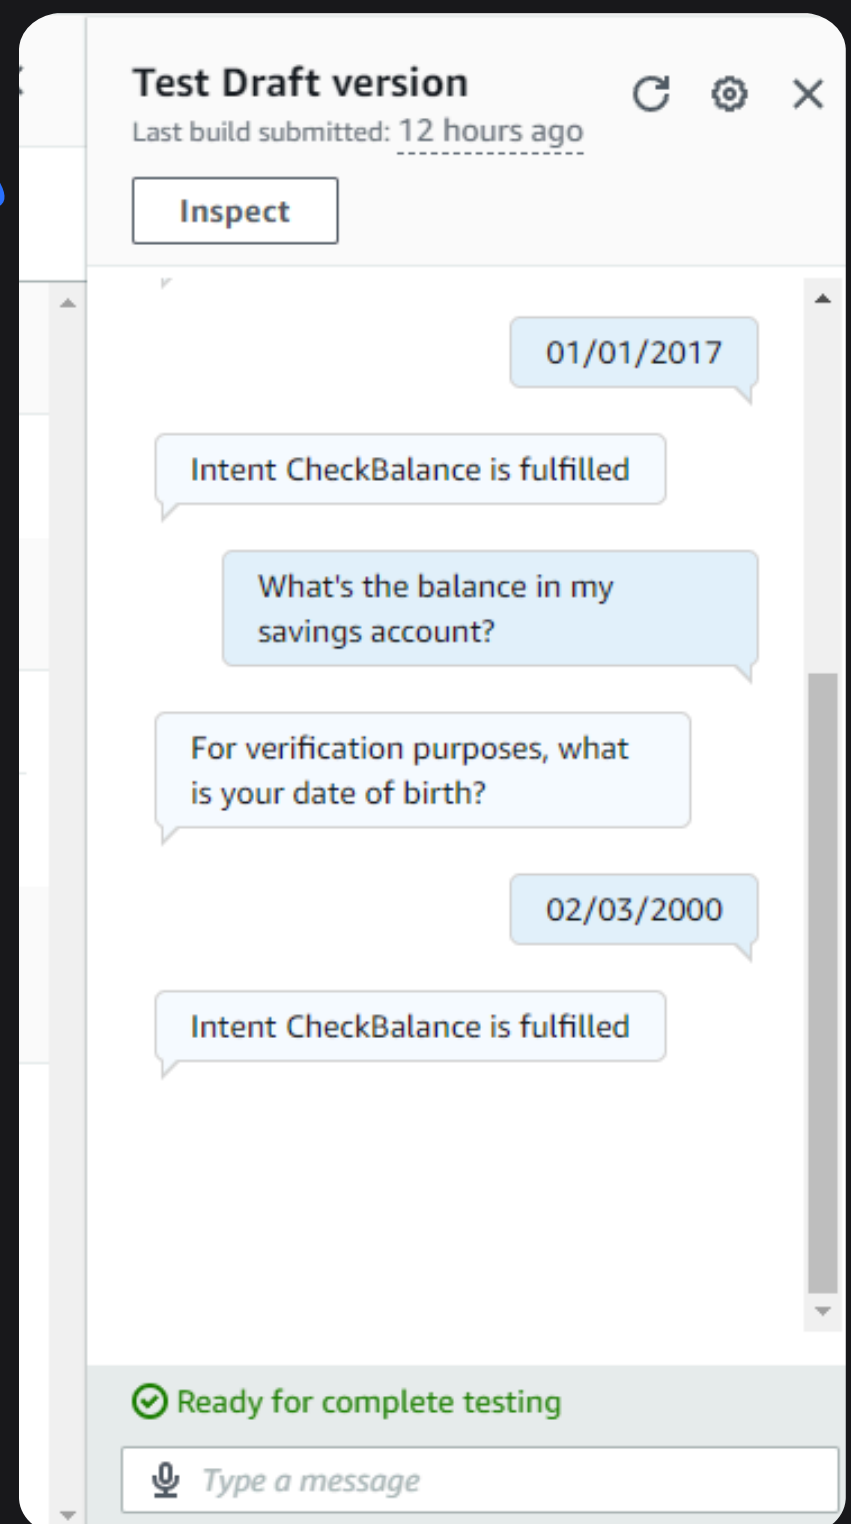 Test Draft version
Last build submitted: 12 hours ago
Inspect
01/01/2017
Intent CheckBalance is fulfilled
What's the balance in my
savings account?
For verification purposes, what
is your date of birth?
02/03/2000
Intent CheckBalance is fulfilled
Ready for complete testing
Type a message